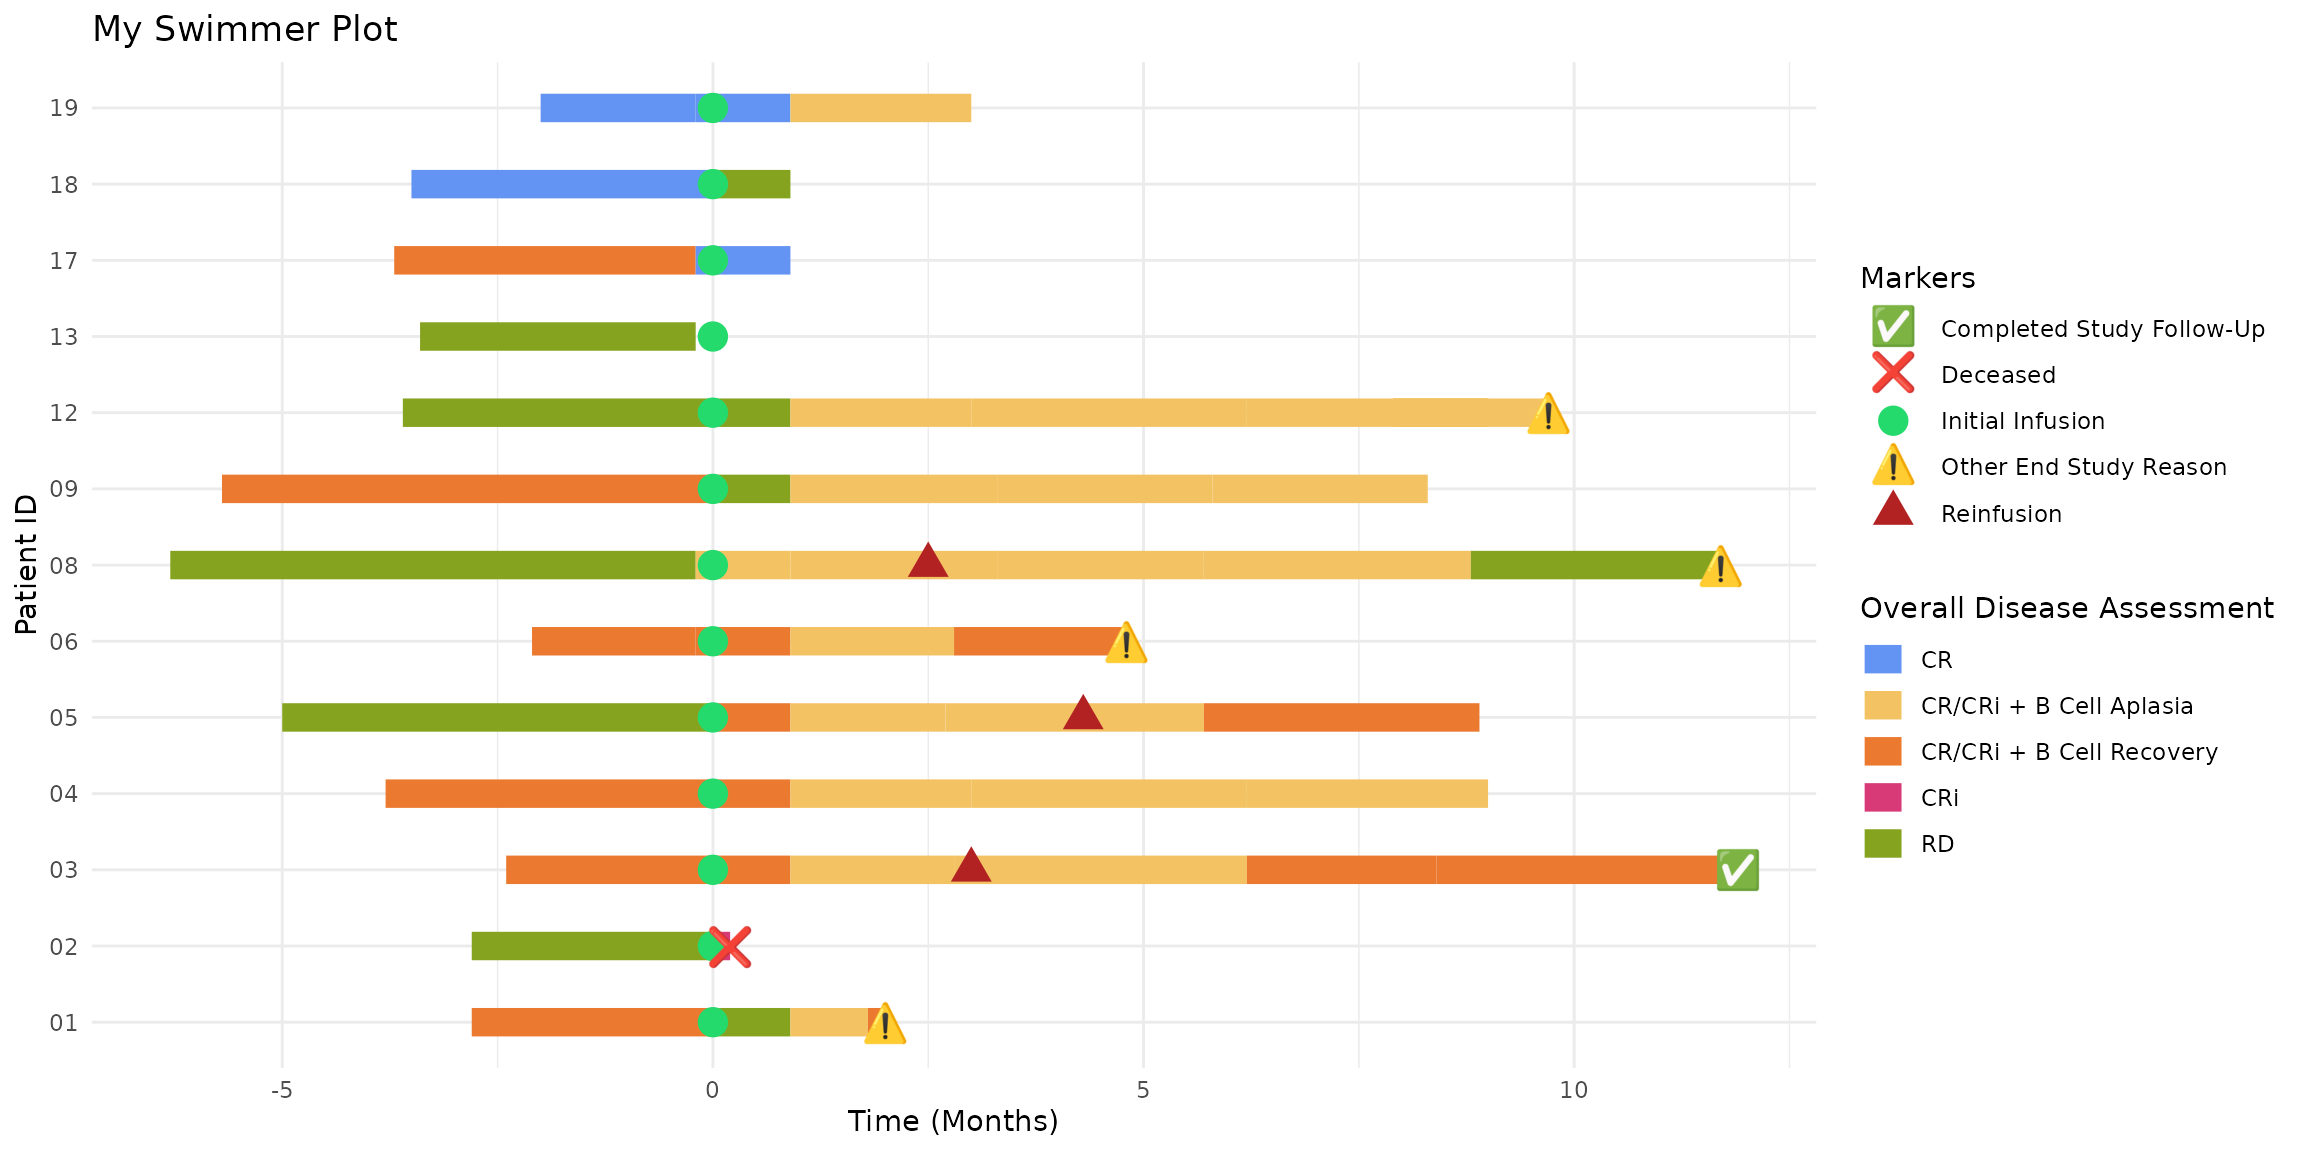 My Swimmer Plot
19
18
17
13
12
09
08
06
05
04
03
02
01
Patient ID
-5
0
5
10
Time (Months)
Markers
Completed Study Follow-Up
Deceased
Initial Infusion
Other End Study Reason
Reinfusion
Overall Disease Assessment
CR
CR/CRi + B Cell Aplasia
CR/CRi + B Cell Recovery
CRi
RD